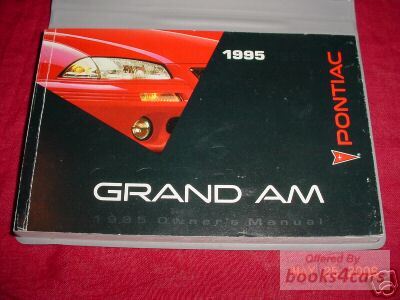 1995
PONTIAC
GRAND AM
1995 Owner's Manual
Offered By
books4cars